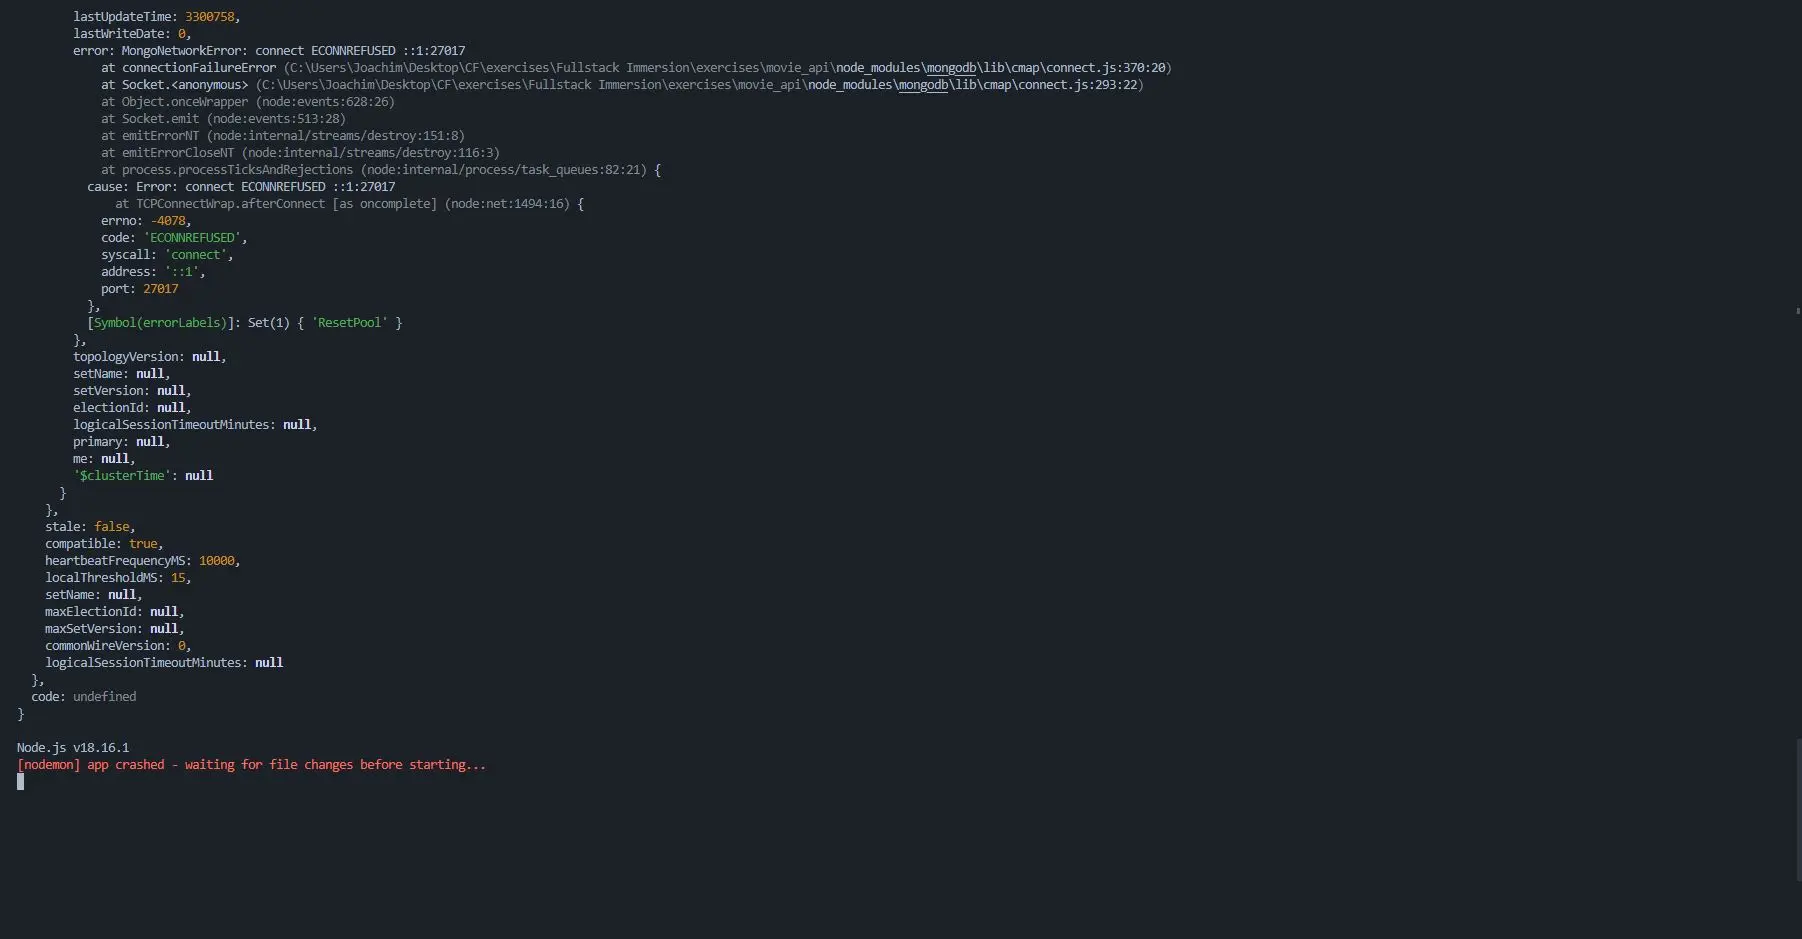 lastUpdateTime: 3300758,
lastWriteDate: 0,
error: MongoNetworkError: connect ECONNREFUSED ::1:27017
at connectionFailureError (C:\Users\Joachim\Desktop\CF\exercises\Fullstack Immersion\exercises\movie_api\node_modules\mongodb\lib\cmap\connect.js:370:20)
at Socket.<anonymous> (C:\Users\Joachim\Desktop\CF\exercises\Fullstack Immersion\exercises\movie_api\node_modules\mongodb\lib\cmap\connect.js:293:22)
at Object.onceWrapper (node:events:628:26)
at Socket.emit (node:events:513:28)
at emitErrorNT (node:internal/streams/destroy:151:8)
at emitErrorCloseNT (node:internal/streams/destroy:116:3)
at process.processTicksAndRejections (node:internal/process/task_queues:82:21) {
cause: Error: connect ECONNREFUSED ::1:27017
at TCPConnectWrap.afterConnect [as oncomplete] (node:net:1494:16) {
errno: -4078,
code: 'ECONNREFUSED',
syscall: 'connect',
address: '::1',
port: 27017
},
[Symbol(errorLabels)]: Set(1) { 'ResetPool' }
},
topologyVersion: null,
setName: null,
setVersion: null,
electionId: null,
logicalSessionTimeoutMinutes: null,
primary: null,
me: null,
'$clusterTime': null
}
},
stale: false,
compatible: true,
heartbeatFrequencyMS: 10000,
localThresholdMS: 15,
setName: null,
maxElectionId: null,
maxSetVersion: null,
commonWireVersion: 0,
logicalSessionTimeoutMinutes: null
},
code: undefined
}
Node.js v18.16.1
[nodemon] app crashed - waiting for file changes before starting...